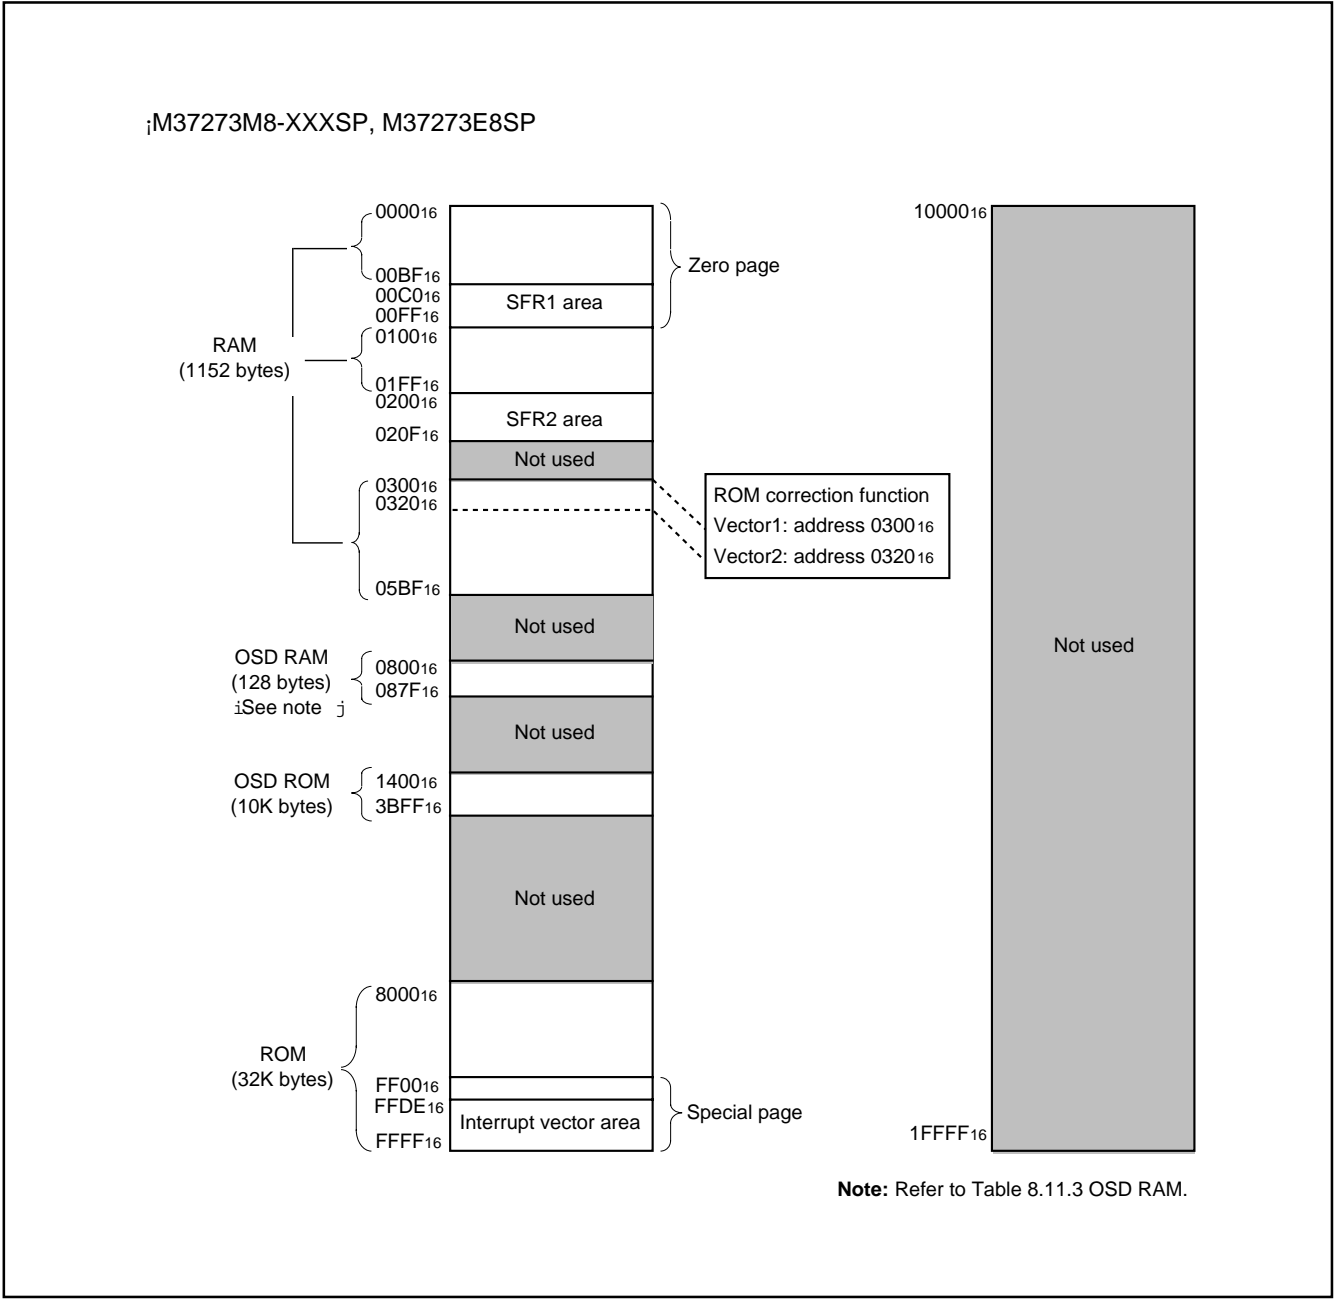 ¡M37273M8-XXXSP, M37273E8SP
RAM
(1152 bytes)
OSD RAM
(128 bytes)
iSee note j
OSD ROM
(10K bytes)
ROM
(32K bytes)
000016
00BF16
00C016
00FF16
010016
01FF16
020016
020F16
030016
032016
05BF16
080016
087F16
140016
3BFF16
800016
FF0016
FFDE16
FFFF16
SFR1 area
SFR2 area
Not used
Not used
Not used
Not used
Interrupt vector area
Zero page
ROM correction function
Vector1: address 030016
Vector2: address 032016
Special page
1000016
Not used
1FFFF16
Note: Refer to Table 8.11.3 OSD RAM.